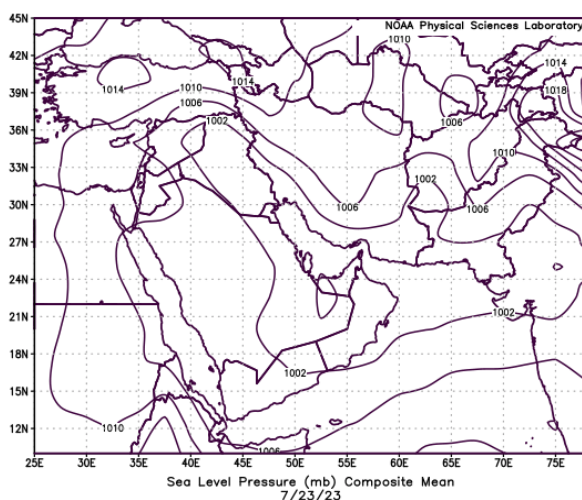 NOAA Physical Sciences Laboratory
45N
42N
39N
36N
33N
30N
27N
24N
21N
18N
15N
12N
1010
1014
1014
1014
1010
1018
1006
1006
1002
1010
1002
1006
1006
1002
1002
1010
1006
25E
30E
35E
40E
45E
50E
55E
60E
65E
70E
75E
Sea Level Pressure (mb) Composite Mean
7/23/23